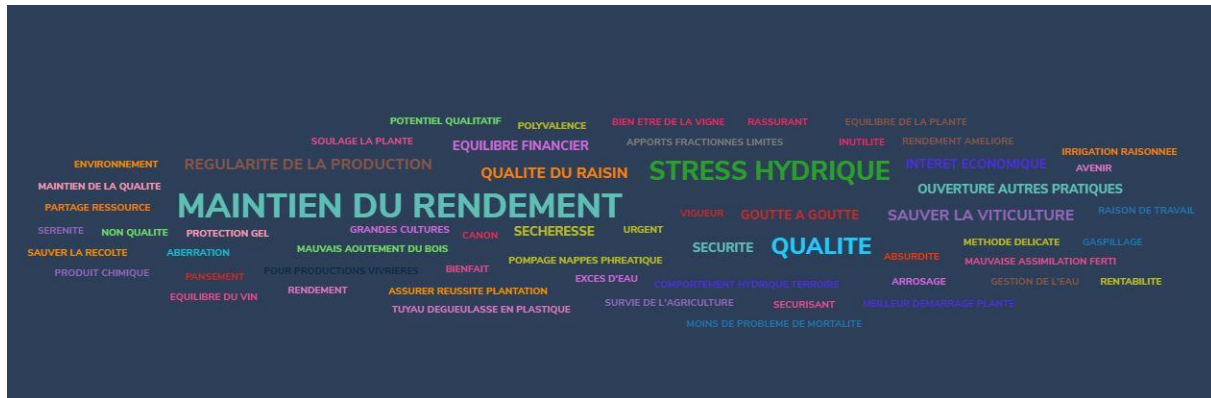 POTENTIEL QUALITATIF
POLYVALENCE
BIEN ETRE DE LA VIGNE
RASSURANT
EQUILIBRE DE LA PLANTE
SOULAGE LA PLANTE
EQUILIBRE FINANCIER
APPORTS FRACTIONNES LIMITES
INUTILITE
RENDEMENT AMELIORE
IRRIGATION RAISONNEE
ENVIRONNEMENT
REGULARITE DE LA PRODUCTION
QUALITE DU RAISIN
STRESS HYDRIQUE
INTERET ECONOMIQUE
AVENIR
MAINTIEN DE LA QUALITE
OUVERTURE AUTRES PRATIQUES
PARTAGE RESSOURCE
MAINTIEN DU RENDEMENT
VIGUEUR
GOUTTE A GOUTTE
SAUVER LA VITICULTURE
RAISON DE TRAVAIL
SERENITE
NON QUALITE
PROTECTION GEL
GRANDES CULTURES
CANON
SECHERESSE
URGENT
SAUVER LA RECOLTE
ABERRATION
MAUVAIS AOUTEMENT DU BOIS
SECURITE
QUALITE
METHODE DELICATE
GASPILLAGE
POMPAGE NAPPES PHREATIQUE
ABSURDITE
MAUVAISE ASSIMILATION FERTI
PRODUIT CHIMIQUE
PANSEMENT
POUR PRODUCTIONS VIVRIERES
BIENFAIT
EXCES D'EAU
COMPORTEMENT HYDRIQUE TERROIRE
ARROSAGE
GESTION DE L'EAU
RENTABILITE
EQUILIBRE DU VIN
RENDEMENT
ASSURER REUSSITE PLANTATION
SURVIE DE L'AGRICULTURE
SECURISANT
MEILLEUR DEMARRAGE PLANTE
TUYAU DEGUEULASSE EN PLASTIQUE
MOINS DE PROBLEME DE MORTALITE